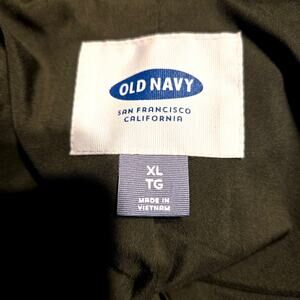 OLD NAVY
SAN FRANCISCO
CALIFORNIA
XL
TG
MADE IN
VIETNAM